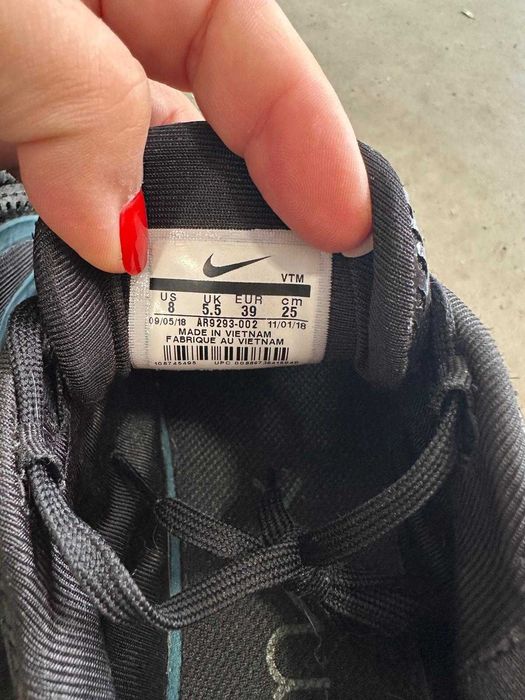 VTM
US UK EUR cm
8 5.5 39 25
09/05/18 AR9293-002 11/01/18
MADE IN VIETNAM
FABRIQUE AU VIETNAM
UPC